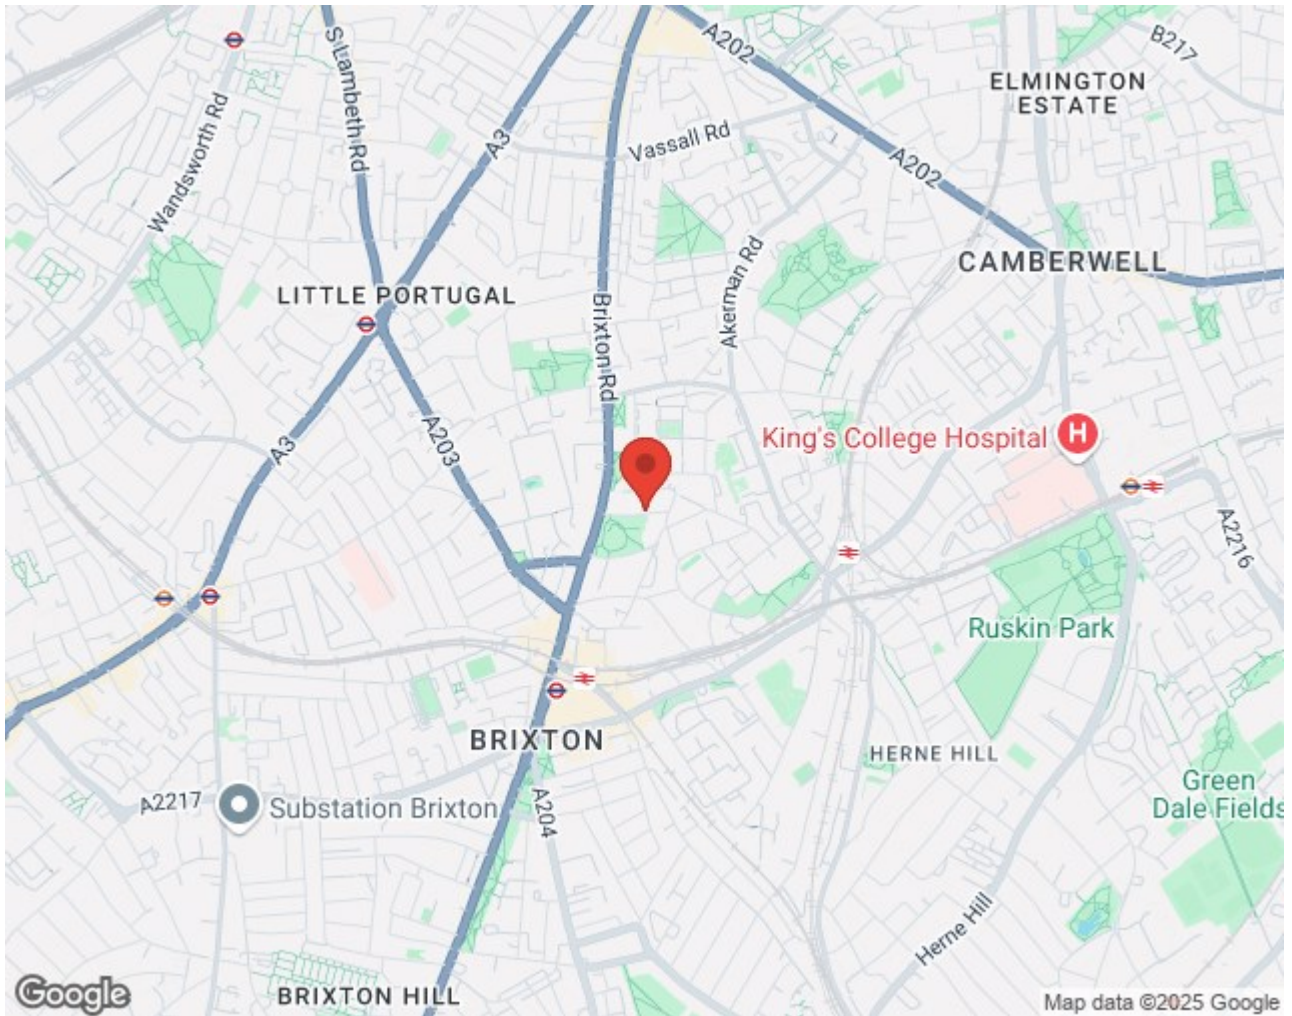 S Lambeth Rd
A202
B217
ELMINGTON
ESTATE
Wandsworth Rd
A3
Vassall Rd
A202
CAMBERWELL
Akerman Rd
LITTLE PORTUGAL
Brixton Rd
A203
A3
King's College Hospital
H
A2216
Ruskin Park
BRIXTON
HERNE HILL
Green
Dale Fields
A2217
Substation Brixton
A204
Herne Hill
BRIXTON HILL
Google
Map data ©2025 Google